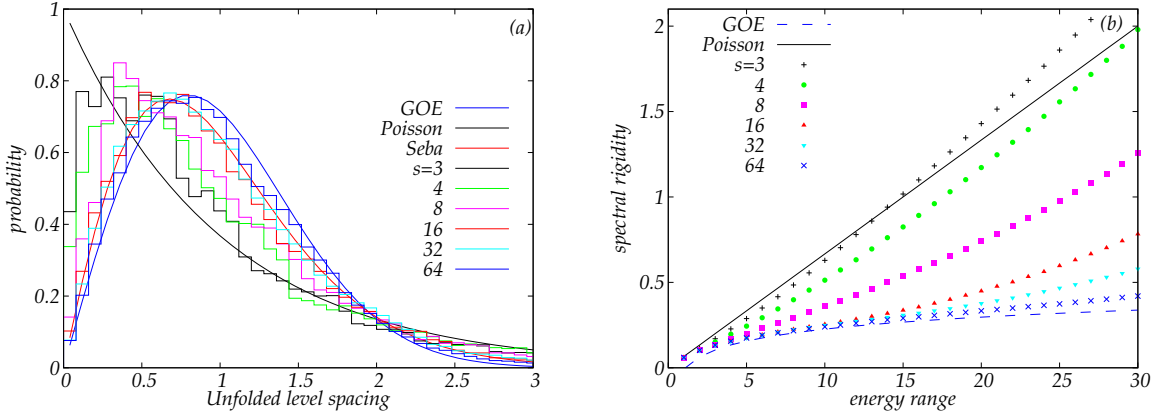 (a)
1
0.8
0.6
0.4
0.2
0
probability
0
0.5
1
1.5
2
2.5
3
Unfolded level spacing
GOE
Poisson
Seba
s=3
4
8
16
32
64
(b)
2
1.5
1
0.5
0
spectral rigidity
0
5
10
15
20
25
30
energy range
GOE
Poisson
s=3
4
8
16
32
64